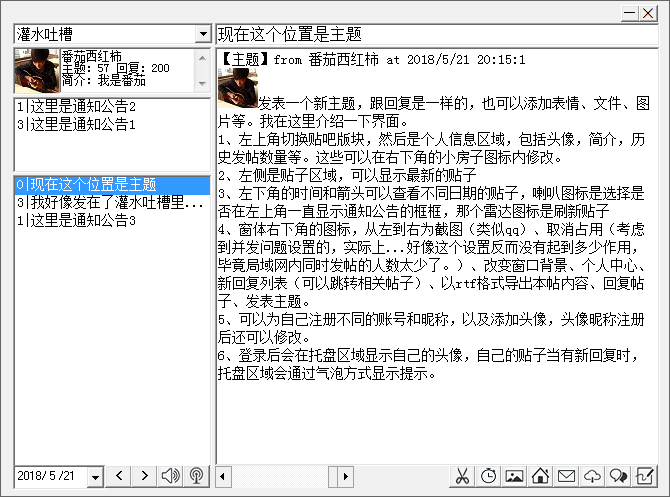 灌水吐槽
番茄西红柿
主题: 57 回复: 200
简介: 我是番茄
1|这里是通知公告2
3|这里是通知公告1
0|现在这个位置是主题
3|我好像发在了灌水吐槽里...
1|这里是通知公告3
2018/ 5 /21
现在这个位置是主题
【主题】from 番茄西红柿 at 2018/5/21 20:15:1
发表一个新主题，跟回复是一样的，也可以添加表情、文件、图
片等。我在这里介绍一下界面。
1、左上角切换贴吧版块，然后是个人信息区域，包括头像，简介，历
史发帖数量等。这些可以在右下角的小房子图标内修改。
2、左侧是贴子区域，可以显示最新的贴子
3、左下角的时间和箭头可以查看不同日期的贴子，喇叭图标是选择是
否在左上角一直显示通知公告的框框，那个雷达图标是刷新贴子
4、窗体右下角的图标，从左到右为截图（类似qq）、取消占用（考虑
到并发问题设置的，实际上...好像这个设置反而没有起到多少作用，
毕竟局域网内同时发帖的人数太少了。）、改变窗口背景、个人中心、
新回复列表（可以跳转相关帖子）、以rtf格式导出本帖内容、回复帖
子、发表主题。
5、可以为自己注册不同的账号和昵称，以及添加头像，头像昵称注册
后还可以修改。
6、登录后会在托盘区域显示自己的头像，自己的贴子当有新回复时，
托盘区域会通过气泡方式显示提示。